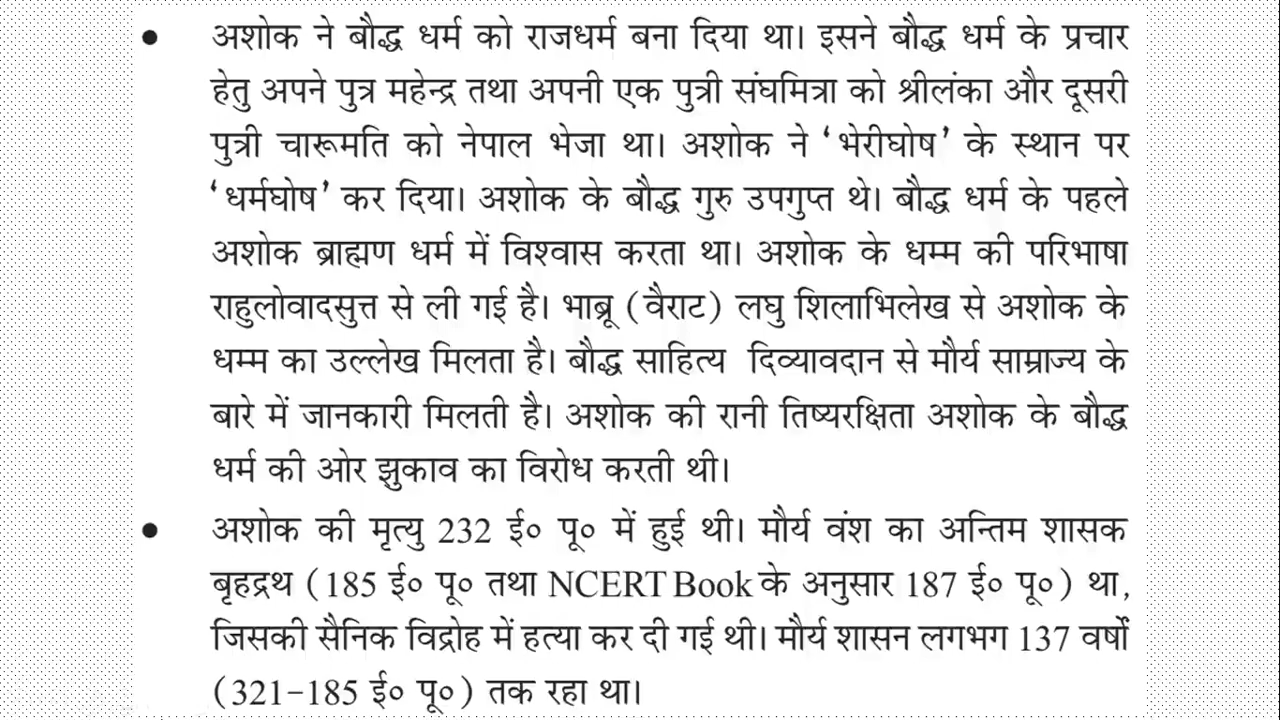 • अशोक ने बौद्ध धर्म को राजधर्म बना दिया था। इसने बौद्ध धर्म के प्रचार
हेतु अपने पुत्र महेन्द्र तथा अपनी एक पुत्री संघमित्रा को श्रीलंका और दूसरी
पुत्री चारूमति को नेपाल भेजा था। अशोक ने ‘भेरीघोष’ के स्थान पर
‘धर्मघोष’ कर दिया। अशोक के बौद्ध गुरु उपगुप्त थे। बौद्ध धर्म के पहले
अशोक ब्राह्मण धर्म में विश्वास करता था। अशोक के धम्म की परिभाषा
राहुलोवादसुत्त से ली गई है। भाब्रू (वैराट) लघु शिलाभिलेख से अशोक के
धम्म का उल्लेख मिलता है। बौद्ध साहित्य दिव्यावदान से मौर्य साम्राज्य के
बारे में जानकारी मिलती है। अशोक की रानी तिष्यरक्षिता अशोक के बौद्ध
धर्म की ओर झुकाव का विरोध करती थी।
• अशोक की मृत्यु 232 ई० पू० में हुई थी। मौर्य वंश का अन्तिम शासक
बृहद्रथ (185 ई० पू० तथा NCERT Book के अनुसार 187 ई० पू०) था,
जिसकी सैनिक विद्रोह में हत्या कर दी गई थी। मौर्य शासन लगभग 137 वर्षों
(321-185 ई० पू०) तक रहा था।